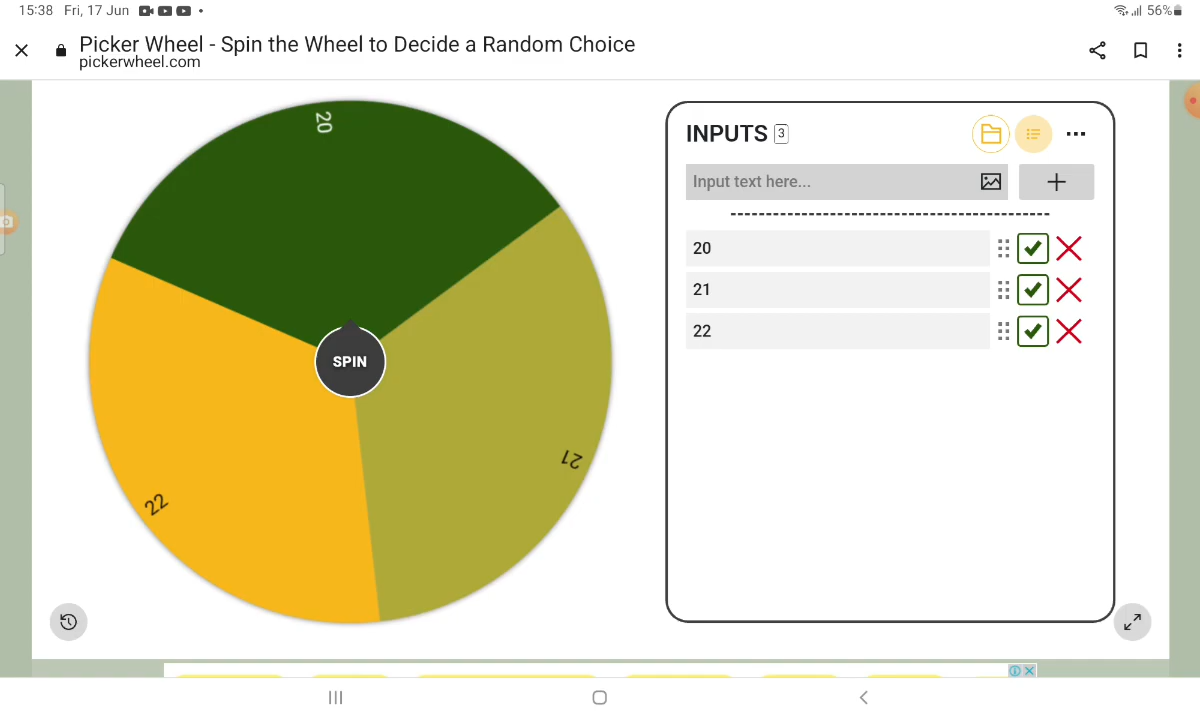 15:38 Fri, 17 Jun 56%
Picker Wheel - Spin the Wheel to Decide a Random Choice
pickerwheel.com
20
21
22
SPIN
INPUTS 3
Input text here...
20
21
22